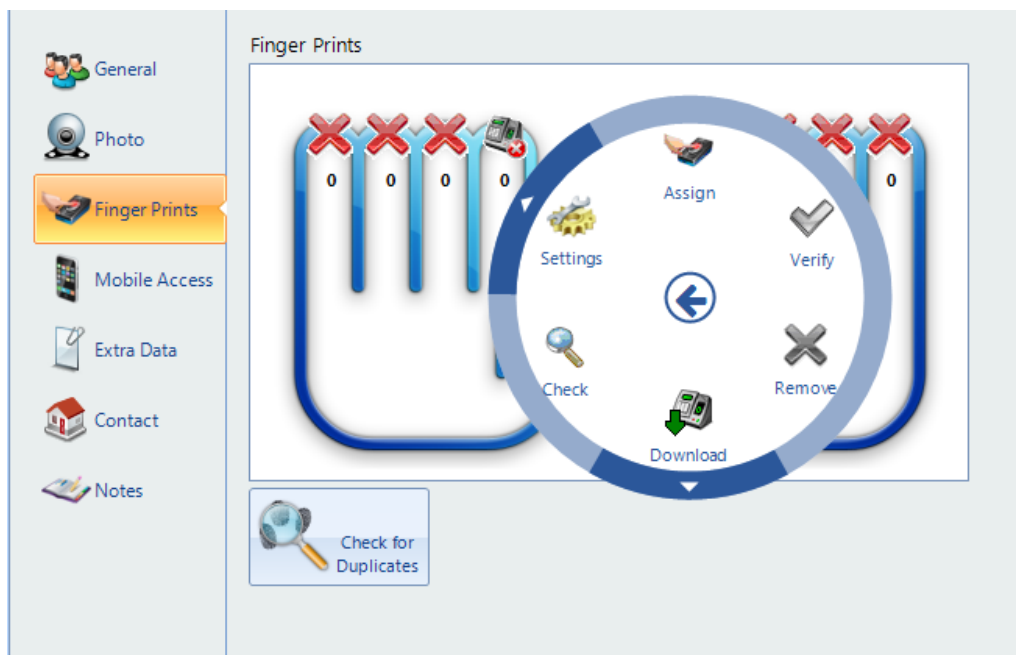 Finger Prints
General
Photo
Finger Prints
Mobile Access
Extra Data
Contact
Notes
0 0 0 0 0
Assign
Settings
Verify
Check
Remove
Download
Check for
Duplicates